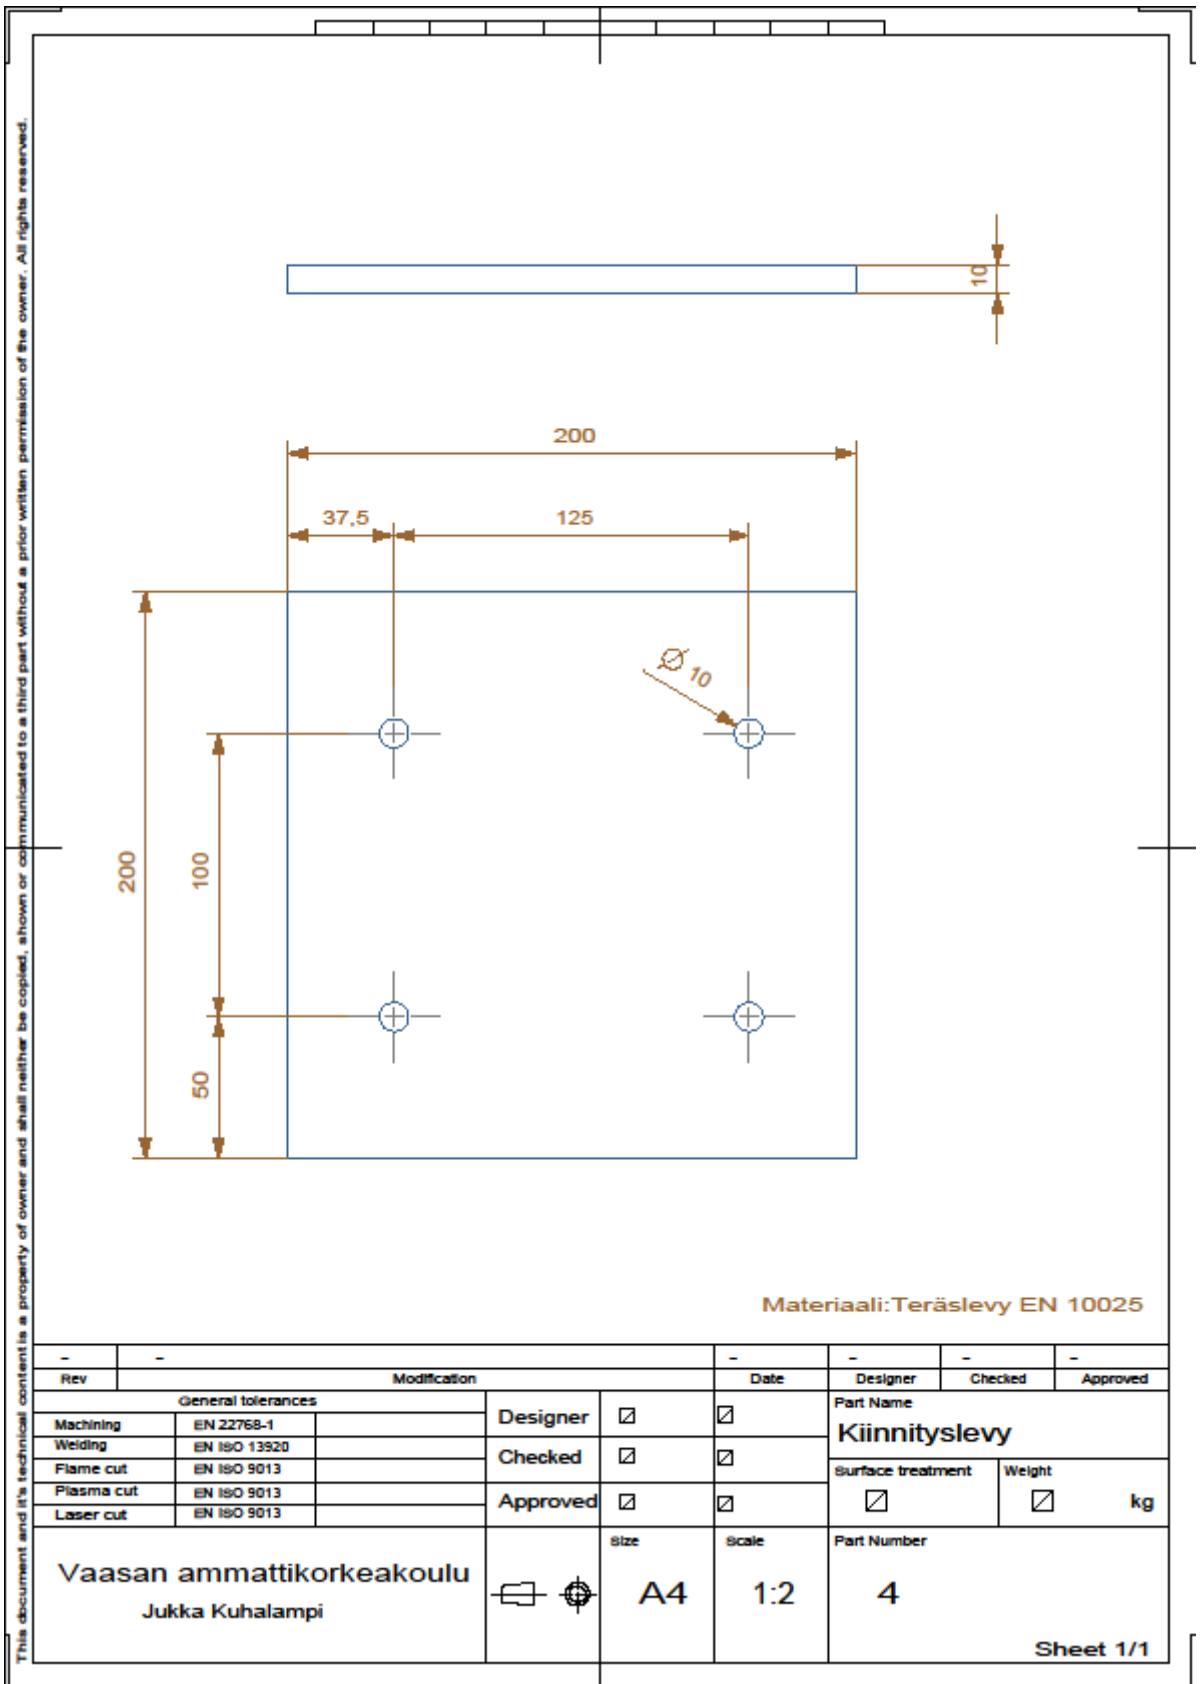 This document and it's technical content is a property of owner and shall neither be copied, shown or communicated to a third part without a prior written permission of the owner. All rights reserved.
10
200
37,5
125
Ø 10
200
100
50
Materiaali:Teräslevy EN 10025
- - - - - -
Rev Modification Date Designer Checked Approved
General tolerances
Machining EN 22768-1
Welding EN ISO 13920
Flame cut EN ISO 9013
Plasma cut EN ISO 9013
Laser cut EN ISO 9013
Designer
Checked
Approved
Part Name
Kiinnityslevy
Surface treatment
Weight
kg
Vaasan ammattikorkeakoulu
Jukka Kuhalampi
Size
A4
Scale
1:2
Part Number
4
Sheet 1/1